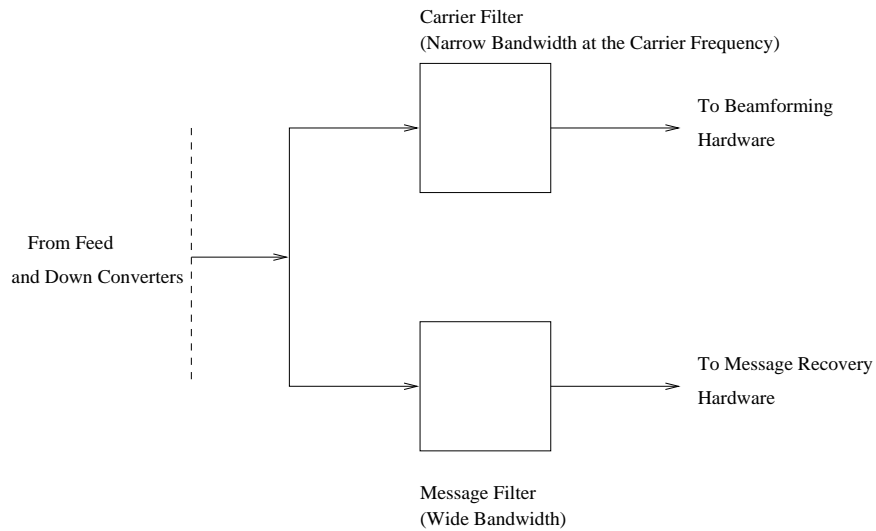 Carrier Filter
(Narrow Bandwidth at the Carrier Frequency)
To Beamforming
Hardware
From Feed
and Down Converters
To Message Recovery
Hardware
Message Filter
(Wide Bandwidth)